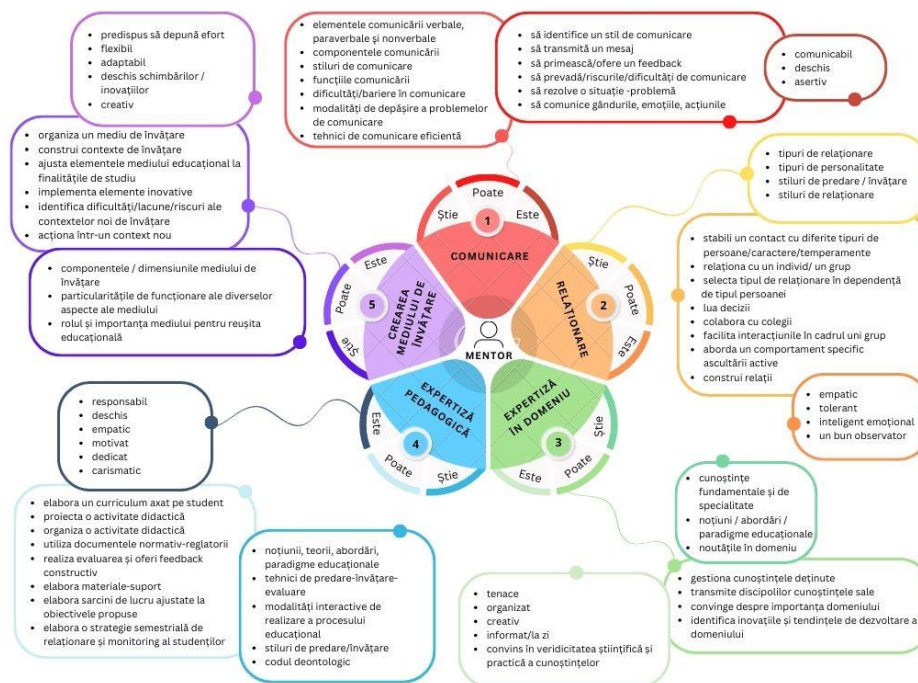 predispus să depună efort
flexibil
adaptabil
deschis schimbărilor /
inovațiilor
creativ
organiza un mediu de învățare
construi contexte de învățare
ajusta elementele mediului educațional la
finalitățile de studiu
implementa elemente inovative
identifica dificultăți/lacune/riscuri ale
contextelor noi de învățare
acționa într-un context nou
componentele / dimensiunile mediului de
învățare
particularitățile de funcționare ale diverselor
aspecte ale mediului
rolul și importanța mediului pentru reușita
educațională
elementele comunicării verbale,
paraverbale și nonverbale
componentele comunicării
stiluri de comunicare
funcțiile comunicării
dificultăți/bariere în comunicare
modalități de depășire a problemelor
de comunicare
tehnici de comunicare eficientă
să identifice un stil de comunicare
să transmită un mesaj
să primească/ofere un feedback
să prevadă/riscurile/dificultăți de comunicare
să rezolve o situație -problemă
să comunice gândurile, emoțiile, acțiunile
comunicabil
deschis
asertiv
tipuri de relaționare
tipuri de personalitate
stiluri de predare / învățare
stiluri de relaționare
stabili un contact cu diferite tipuri de
persoane/caractere/temperamente
relaționa cu un individ/ un grup
selecta tipul de relaționare în dependență
de tipul persoanei
lua decizii
colabora cu colegii
facilita interacțiunile în cadrul uni grup
aborda un comportament specific
ascultării active
construi relații
empatic
tolerant
inteligent emoțional
un bun observator
Știe
Poate
Este
1
COMUNICARE
Știe
Poate
Este
2
RELAȚIONARE
Știe
Poate
Este
3
EXPERTIZĂ
ÎN DOMENIU
Știe
Poate
Este
4
EXPERTIZĂ
PEDAGOGICĂ
Știe
Poate
Este
5
CREAREA
MEDIULUI DE
ÎNVĂȚARE
MENTOR
responsabil
deschis
empatic
motivat
dedicat
carismatic
elabora un curriculum axat pe student
proiecta o activitate didactică
organiza o activitate didactică
utiliza documentele normativ-reglatorii
realiza evaluarea și oferi feedback
constructiv
elabora materiale-suport
elabora sarcini de lucru ajustate la
obiectivele propuse
elabora o strategie semestrială de
relaționare și monitoring al studenților
noțiunii, teorii, abordări,
paradigme educaționale
tehnici de predare-învățare-
evaluare
modalități interactive de
realizare a procesului
educațional
stiluri de predare/învățare
codul deontologic
cunoștințe
fundamentale și de
specialitate
noțiuni / abordări /
paradigme educaționale
noutățile în domeniu
gestiona cunoștințele deținute
transmite discipolilor cunoștințele sale
convinge despre importanța domeniului
identifica inovațiile și tendințele de dezvoltare a
domeniului
tenace
organizat
creativ
informat/la zi
convins în veridicitatea științifică și
practică a cunoștințelor